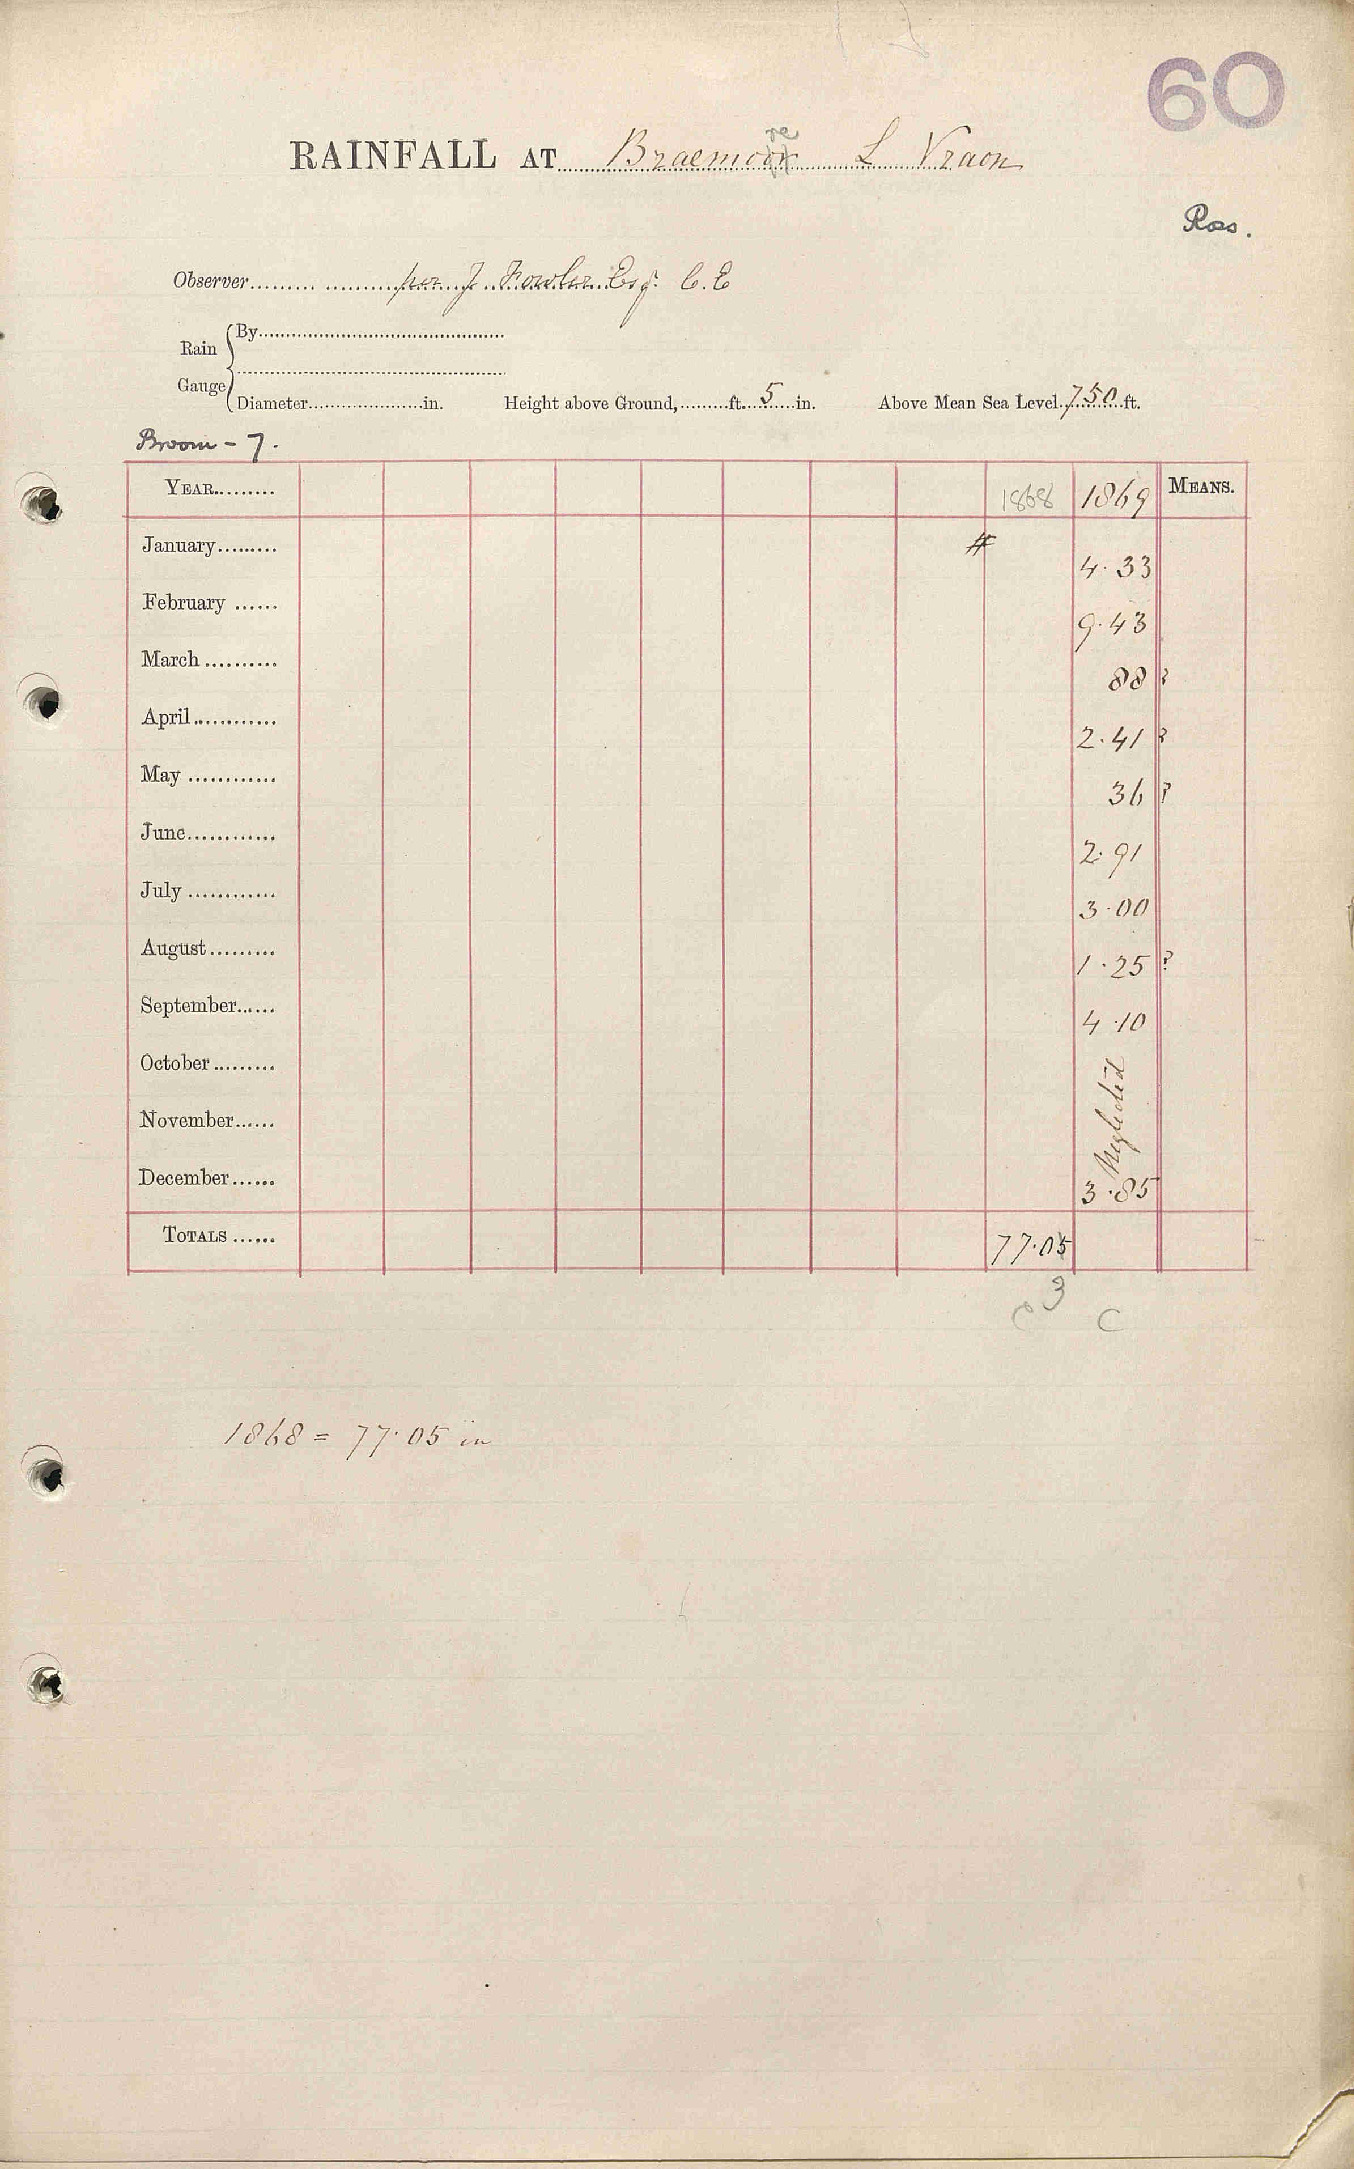 60
RAINFALL AT Braemoor L Vraon
re
Ross.
Observer per J Fowler Esq. C.E
Rain Gauge
By
Diameter in. Height above Ground, ft. 5 in. Above Mean Sea Level 750 ft.
Broom - 7.
YEAR 1868 1869 MEANS.
January # 4.33
February 9.43
March 88 ?
April 2.41 ?
May 36 ?
June 2.91
July 3.00
August 1.25 ?
September 4.10
October
Neglected
November
December 3.85
TOTALS 77.05
3
C C
1868 = 77.05 in